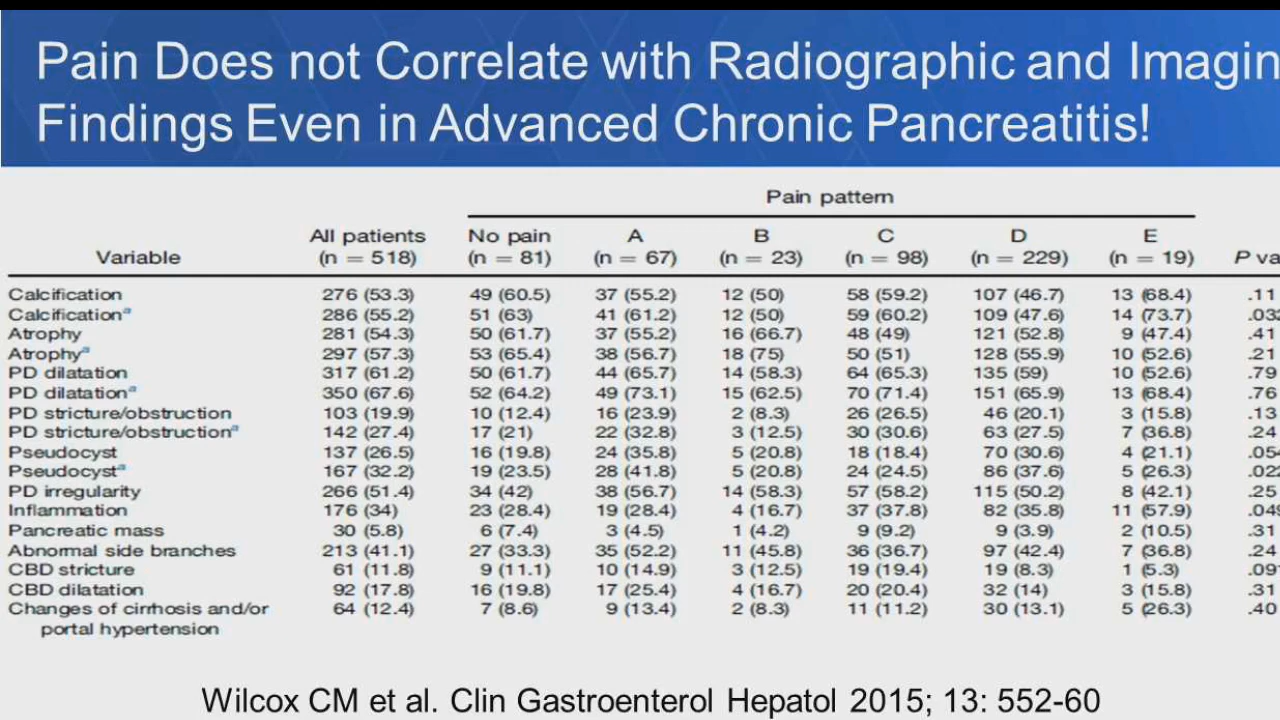 Pain Does not Correlate with Radiographic and Imagin
Findings Even in Advanced Chronic Pancreatitis!
Pain pattern
Variable All patients (n = 518) No pain (n = 81) A (n = 67) B (n = 23) C (n = 98) D (n = 229) E (n = 19) P va
Calcification 276 (53.3) 49 (60.5) 37 (55.2) 12 (50) 58 (59.2) 107 (46.7) 13 (68.4) .11
Calcificationᵃ 286 (55.2) 51 (63) 41 (61.2) 12 (50) 59 (60.2) 109 (47.6) 14 (73.7) .03
Atrophy 281 (54.3) 50 (61.7) 37 (55.2) 16 (66.7) 48 (49) 121 (52.8) 9 (47.4) .41
Atrophyᵃ 297 (57.3) 53 (65.4) 38 (56.7) 18 (75) 50 (51) 128 (55.9) 10 (52.6) .21
PD dilatation 317 (61.2) 50 (61.7) 44 (65.7) 14 (58.3) 64 (65.3) 135 (59) 10 (52.6) .79
PD dilatationᵃ 350 (67.6) 52 (64.2) 49 (73.1) 15 (62.5) 70 (71.4) 151 (65.9) 13 (68.4) .76
PD stricture/obstruction 103 (19.9) 10 (12.4) 16 (23.9) 2 (8.3) 26 (26.5) 46 (20.1) 3 (15.8) .13
PD stricture/obstructionᵃ 142 (27.4) 17 (21) 22 (32.8) 3 (12.5) 30 (30.6) 63 (27.5) 7 (36.8) .24
Pseudocyst 137 (26.5) 16 (19.8) 24 (35.8) 5 (20.8) 18 (18.4) 70 (30.6) 4 (21.1) .054
Pseudocystᵃ 167 (32.2) 19 (23.5) 28 (41.8) 5 (20.8) 24 (24.5) 86 (37.6) 5 (26.3) .022
PD irregularity 266 (51.4) 34 (42) 38 (56.7) 14 (58.3) 57 (58.2) 115 (50.2) 8 (42.1) .25
Inflammation 176 (34) 23 (28.4) 19 (28.4) 4 (16.7) 37 (37.8) 82 (35.8) 11 (57.9) .049
Pancreatic mass 30 (5.8) 6 (7.4) 3 (4.5) 1 (4.2) 9 (9.2) 9 (3.9) 2 (10.5) .31
Abnormal side branches 213 (41.1) 27 (33.3) 35 (52.2) 11 (45.8) 36 (36.7) 97 (42.4) 7 (36.8) .24
CBD stricture 61 (11.8) 9 (11.1) 10 (14.9) 3 (12.5) 19 (19.4) 19 (8.3) 1 (5.3) .09
CBD dilatation 92 (17.8) 16 (19.8) 17 (25.4) 4 (16.7) 20 (20.4) 32 (14) 3 (15.8) .31
Changes of cirrhosis and/or 64 (12.4) 7 (8.6) 9 (13.4) 2 (8.3) 11 (11.2) 30 (13.1) 5 (26.3) .40
portal hypertension
Wilcox CM et al. Clin Gastroenterol Hepatol 2015; 13: 552-60